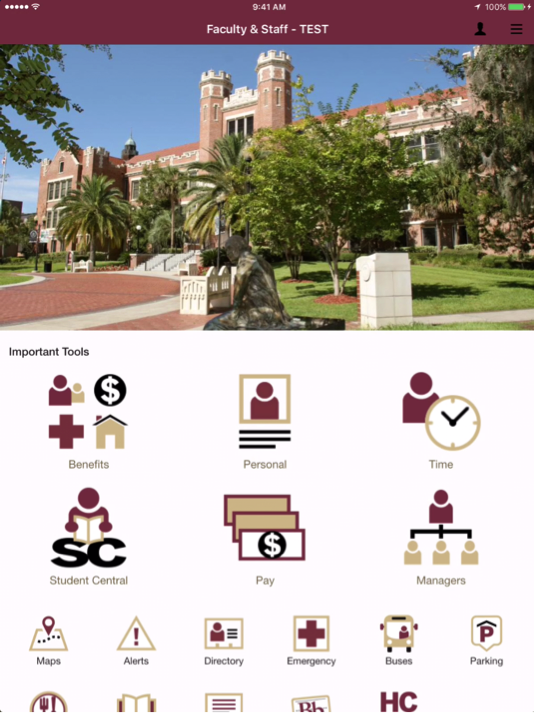 9:41 AM
100%
Faculty & Staff - TEST
Important Tools
$
Benefits
Personal
Time
SC
$
Student Central
Pay
Managers
!
P
Maps
Alerts
Directory
Emergency
Buses
Parking
Bb
HC